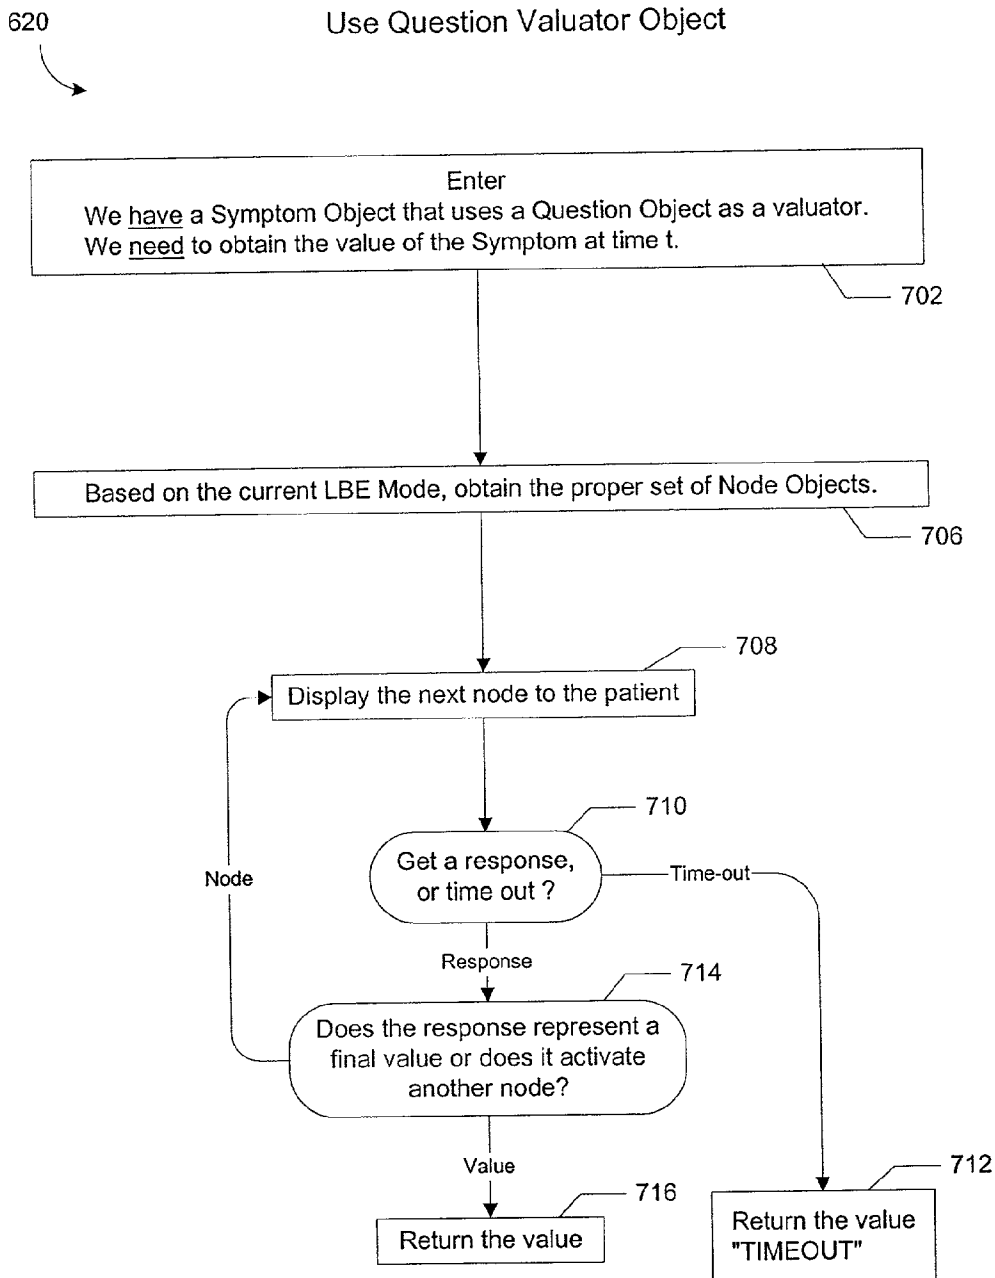 620
Use Question Valuator Object
Enter
We have a Symptom Object that uses a Question Object as a valuator.
We need to obtain the value of the Symptom at time t.
702
Based on the current LBE Mode, obtain the proper set of Node Objects.
706
708
Display the next node to the patient
710
Get a response,
or time out ?
Time-out
Node
Response
714
Does the response represent a
final value or does it activate
another node?
Value
712
716
Return the value
Return the value
"TIMEOUT"